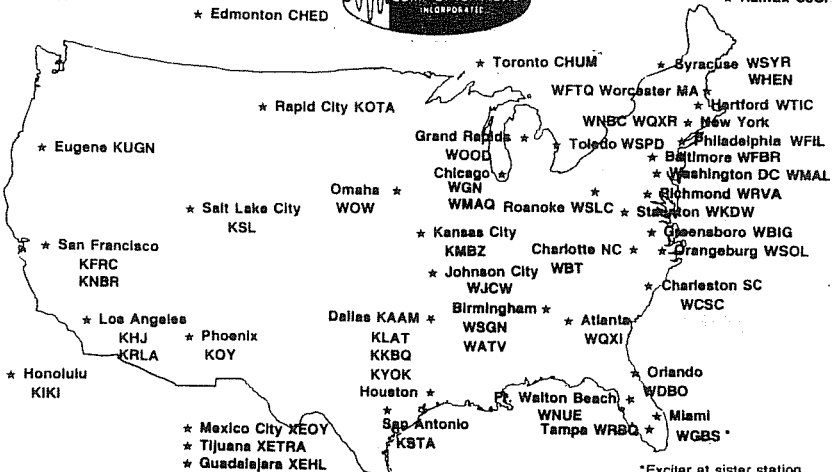 INCORPORATED
Edmonton CHED
Toronto CHUM
Syracuse WSYR
WHEN
WFTQ Worcester MA
Rapid City KOTA
Hartford WTIC
WNBC WQXR New York
Grand Rapids
WOOD
Toledo WSPD
Philadelphia WFIL
Eugene KUGN
Baltimore WFBR
Chicago
WGN
WMAQ
Washington DC WMAL
Omaha
WOW
Richmond WRVA
Roanoke WSLC
Staunton WKDW
Salt Lake City
KSL
Kansas City
KMBZ
Greensboro WBIG
San Francisco
KFRC
KNBR
Charlotte NC
WBT
Orangeburg WSOL
Johnson City
WJCW
Charleston SC
WCSC
Birmingham
WSGN
WATV
Los Angeles
KHJ
KRLA
Dallas KAAM
KLAT
KKBQ
KYOK
Houston
Atlanta
WQXI
Phoenix
KOY
Honolulu
KIKI
Orlando
WDBO
Ft. Walton Beach
WNUE
Miami
WGBS *
Tampa WRBQ
San Antonio
KSTA
Mexico City XEOY
Tijuana XETRA
Guadalajara XEHL
*Exciter at sister station